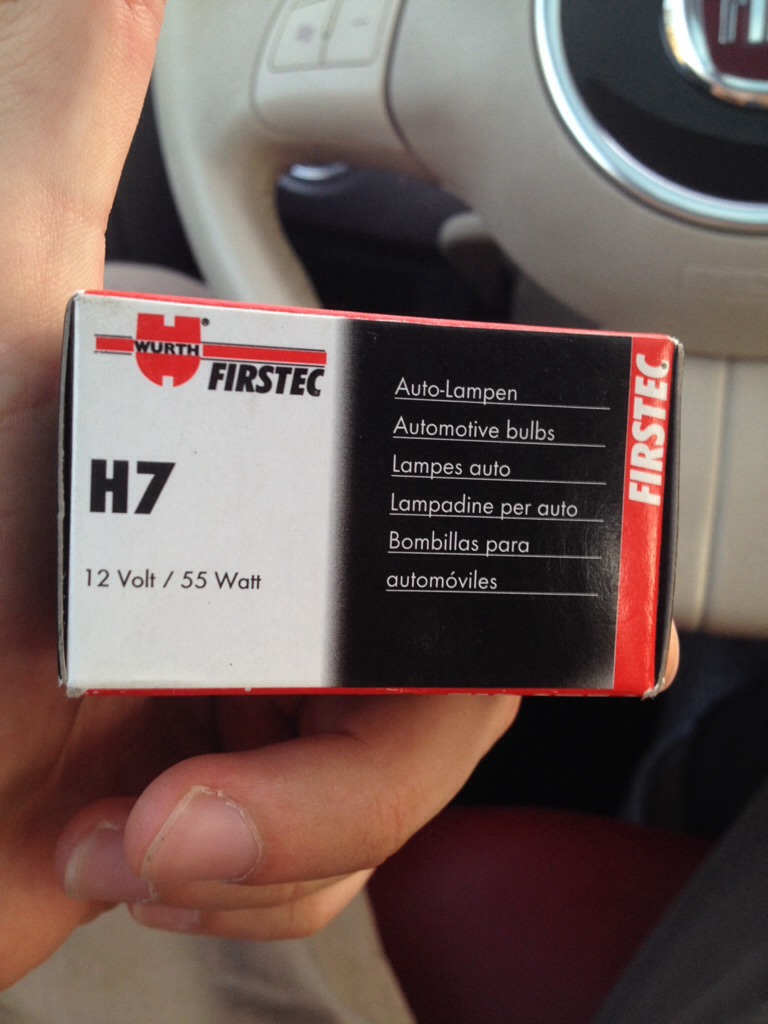 WURTH®
FIRSTEC
H7
12 Volt / 55 Watt
Auto-Lampen
Automotive bulbs
Lampes auto
Lampadine per auto
Bombillas para
automóviles
FIRSTEC